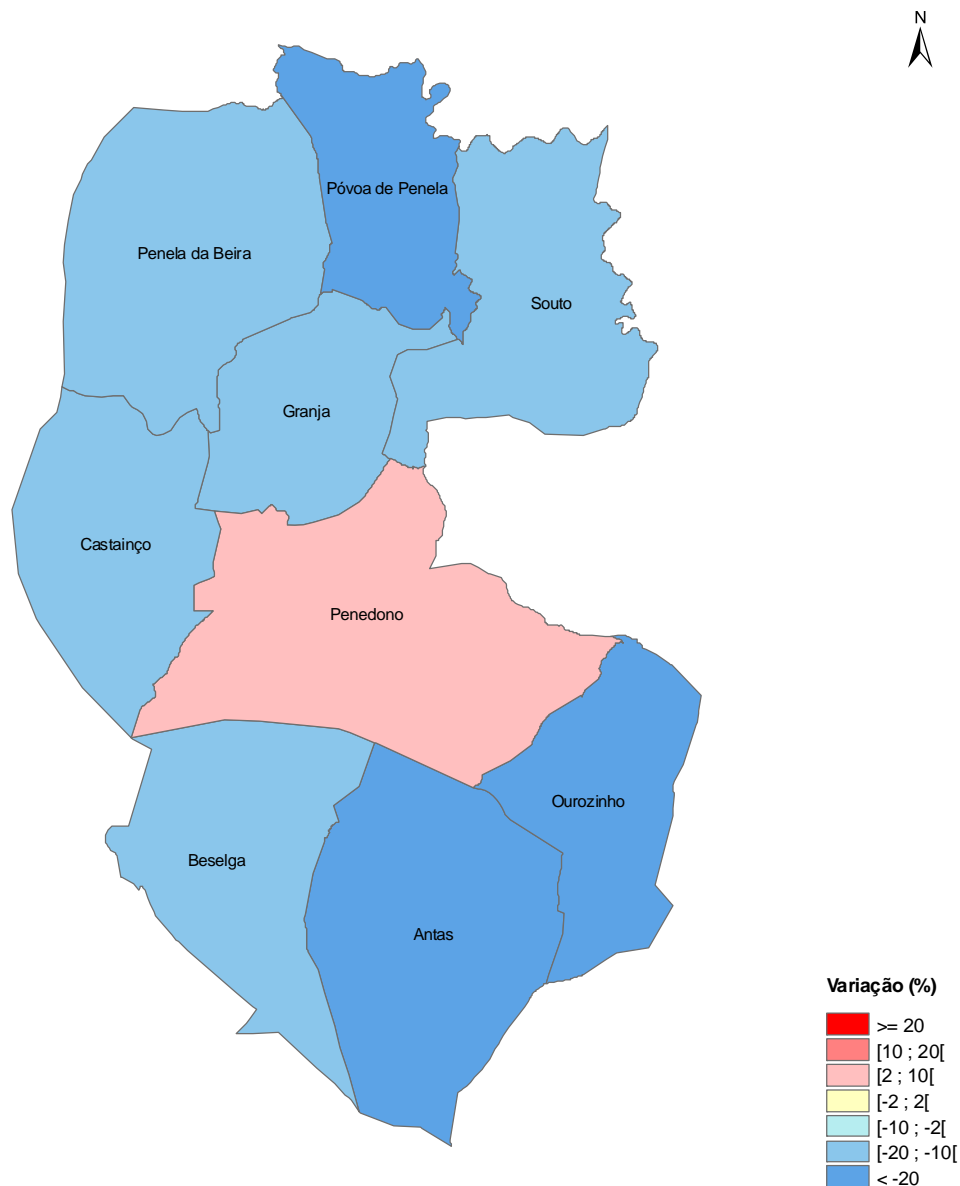 N
Póvoa de Penela
Penela da Beira
Souto
Granja
Castainço
Penedono
Ourozinho
Beselga
Antas
Variação (%)
>= 20
[10 ; 20[
[2 ; 10[
[-2 ; 2[
[-10 ; -2[
[-20 ; -10[
< -20